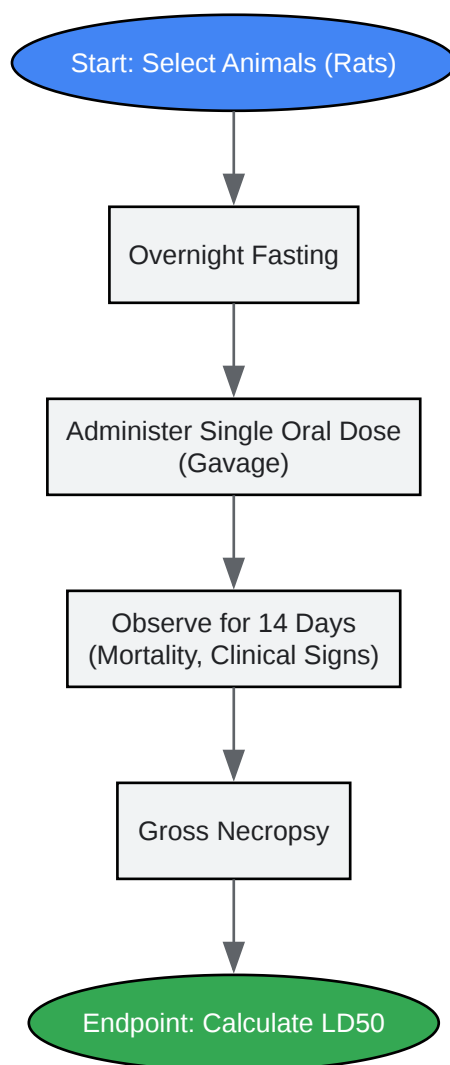 Start: Select Animals (Rats)
Overnight Fasting
Administer Single Oral Dose
(Gavage)
Observe for 14 Days
(Mortality, Clinical Signs)
Gross Necropsy
Endpoint: Calculate LD50